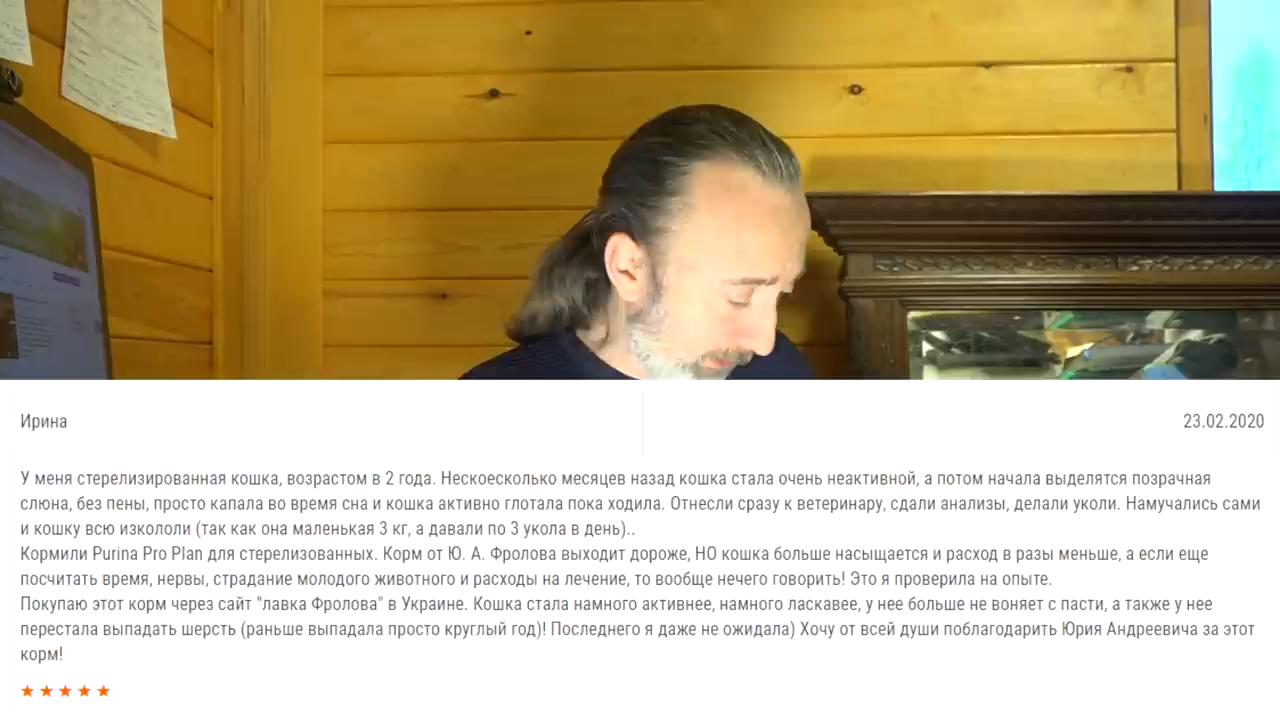 Ирина
23.02.2020
У меня стерелизированная кошка, возрастом в 2 года. Нескоесколько месяцев назад кошка стала очень неактивной, а потом начала выделятся позрачная
слюна, без пены, просто капала во время сна и кошка активно глотала пока ходила. Отнесли сразу к ветеринару, сдали анализы, делали уколи. Намучались сами
и кошку всю изкололи (так как она маленькая 3 кг, а давали по 3 укола в день)..
Кормили Purina Pro Plan для стерелизованных. Корм от Ю. А. Фролова выходит дороже, НО кошка больше насыщается и расход в разы меньше, а если еще
посчитать время, нервы, страдание молодого животного и расходы на лечение, то вообще нечего говорить! Это я проверила на опыте.
Покупаю этот корм через сайт "лавка Фролова" в Украине. Кошка стала намного активнее, намного ласкавее, у нее больше не воняет с пасти, а также у нее
перестала выпадать шерсть (раньше выпадала просто круглый год)! Последнего я даже не ожидала) Хочу от всей души поблагодарить Юрия Андреевича за этот
корм!